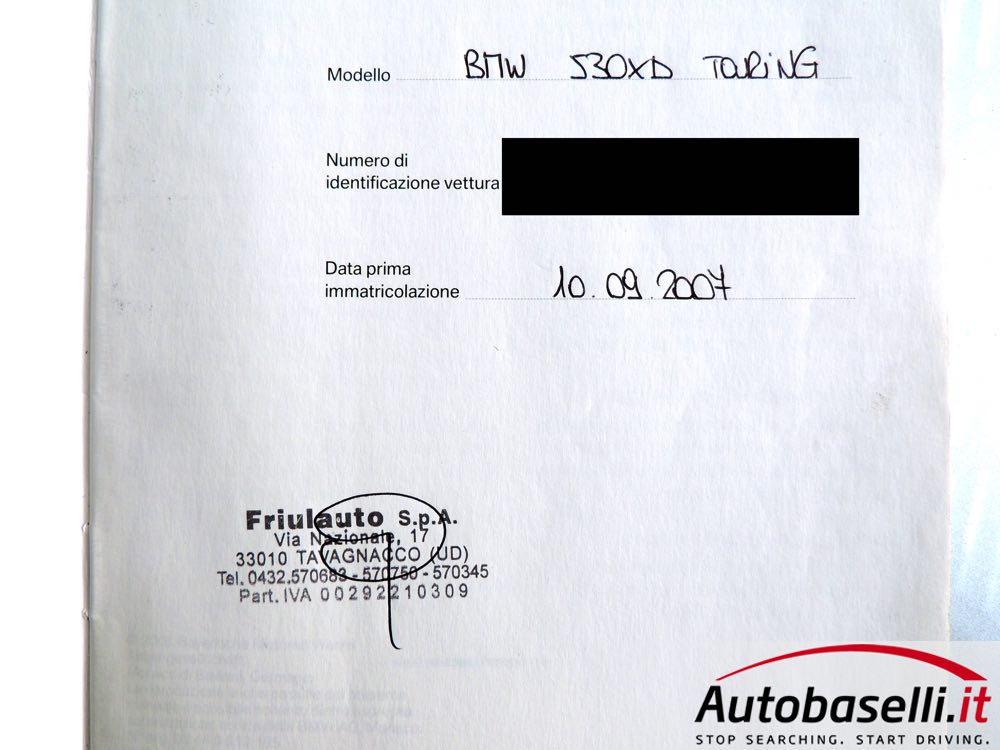 Modello BMW 530XD TOURING
Numero di
identificazione vettura
Data prima
immatricolazione 10.09.2007
Friulauto S.p.A.
Via Nazionale, 17
33010 TAVAGNACCO (UD)
Tel. 0432.570683 - 570750 - 570345
Part. IVA 00292210309
Autobaselli.it
STOP SEARCHING. START DRIVING.